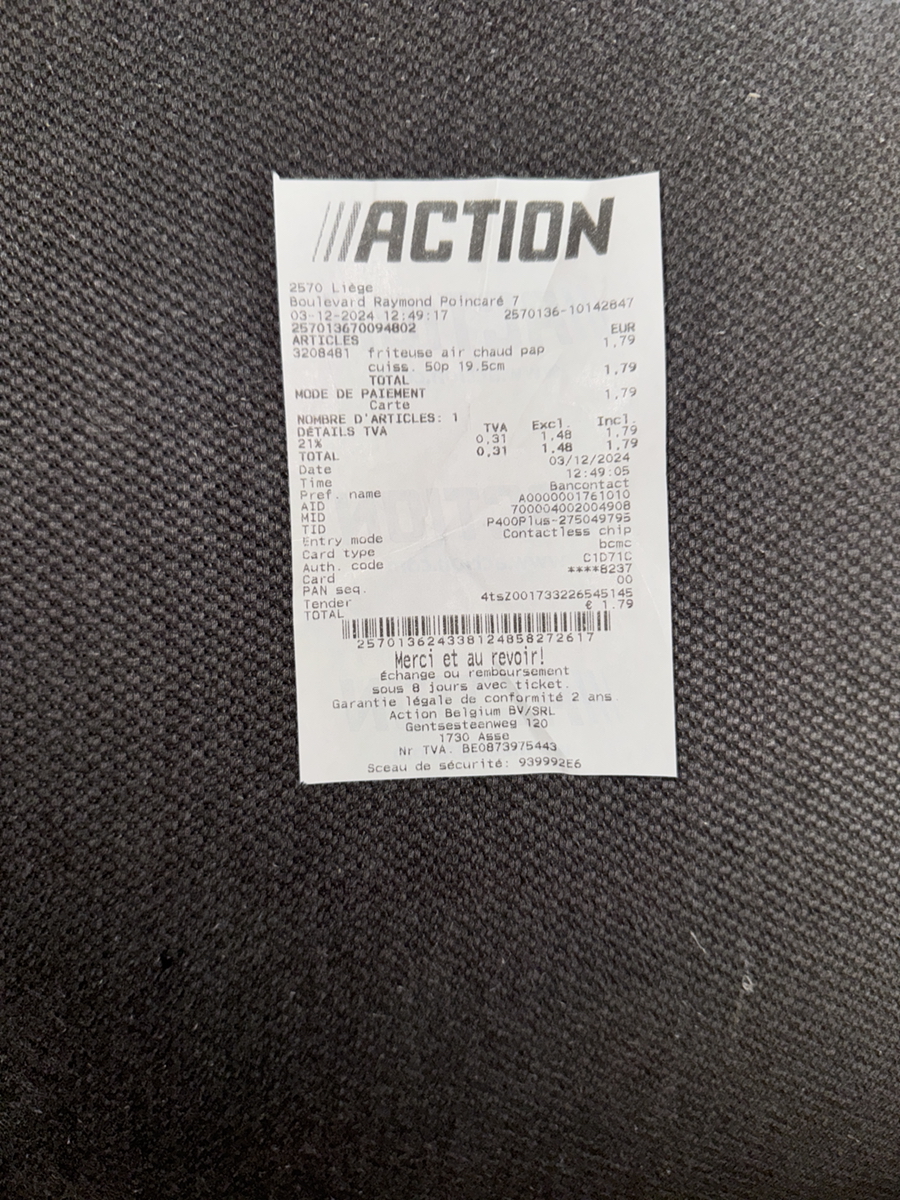 ///ACTION
2570 Liège
Boulevard Raymond Poincaré 7
03-12-2024 12:49:17 2570136-10142847
257013670094802 EUR
ARTICLES 1,79
3208481 friteuse air chaud pap
cuiss. 50p 19.5cm 1,79
TOTAL
MODE DE PAIEMENT 1,79
Carte
NOMBRE D'ARTICLES: 1
DÉTAILS TVA TVA Excl. Incl.
21% 0,31 1.48 1.79
TOTAL 0,31 1.48 1.79
Date 03/12/2024
Time 12:49:05
Pref. name Bancontact
AID A0000001761010
MID 700004002004908
TID P400Plus-275049795
Entry mode Contactless chip
Card type bcmc
Auth. code C1D71C
Card ****8237
PAN seq. 00
Tender 4tsZ001733226545145
TOTAL € 1.79
257013624338124858272617
Merci et au revoir!
Échange ou remboursement
sous 8 jours avec ticket.
Garantie légale de conformité 2 ans.
Action Belgium BV/SRL
Gentsesteenweg 120
1730 Asse
Nr TVA. BE0873975443
Sceau de sécurité: 939992E6